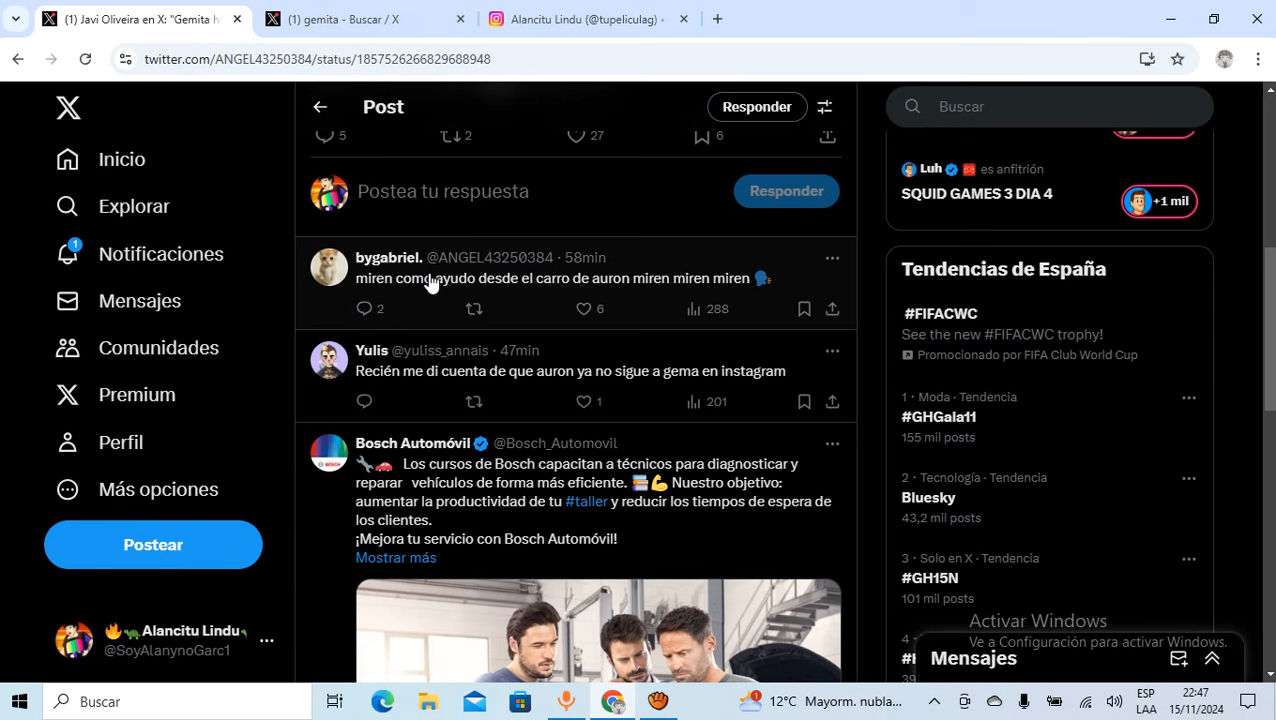 (1) Javi Oliveira en X: "Gemita h
(1) gemita - Buscar / X
Alancitu Lindu (@tupeliculag) -
twitter.com/ANGEL43250384/status/1857526266829688948
Inicio
Explorar
1
Notificaciones
Mensajes
Comunidades
Premium
Perfil
Más opciones
Postear
🔥🐢Alancitu Lindu
@SoyAlanynoGarc1
Post
Responder
5
2
27
6
Postea tu respuesta
Responder
bygabriel. @ANGEL43250384 · 58min
miren como ayudo desde el carro de auron miren miren miren 🗣️
2
6
288
Yulis @yuliss_annais · 47min
Recién me di cuenta de que auron ya no sigue a gema en instagram
1
201
Bosch Automóvil @Bosch_Automovil
🔧🚗 Los cursos de Bosch capacitan a técnicos para diagnosticar y
reparar vehículos de forma más eficiente. 📚💪 Nuestro objetivo:
aumentar la productividad de tu #taller y reducir los tiempos de espera de
los clientes.
¡Mejora tu servicio con Bosch Automóvil!
Mostrar más
Buscar
Luh es anfitrión
SQUID GAMES 3 DIA 4
+1 mil
Tendencias de España
#FIFACWC
See the new #FIFACWC trophy!
Promocionado por FIFA Club World Cup
1 · Moda · Tendencia
#GHGala11
155 mil posts
2 · Tecnología · Tendencia
Bluesky
43,2 mil posts
3 · Solo en X · Tendencia
#GH15N
101 mil posts
Activar Windows
Ve a Configuración para activar Windows.
Mensajes
Buscar
1
12°C Mayorm. nubla...
ESP
LAA
22:47
15/11/2024